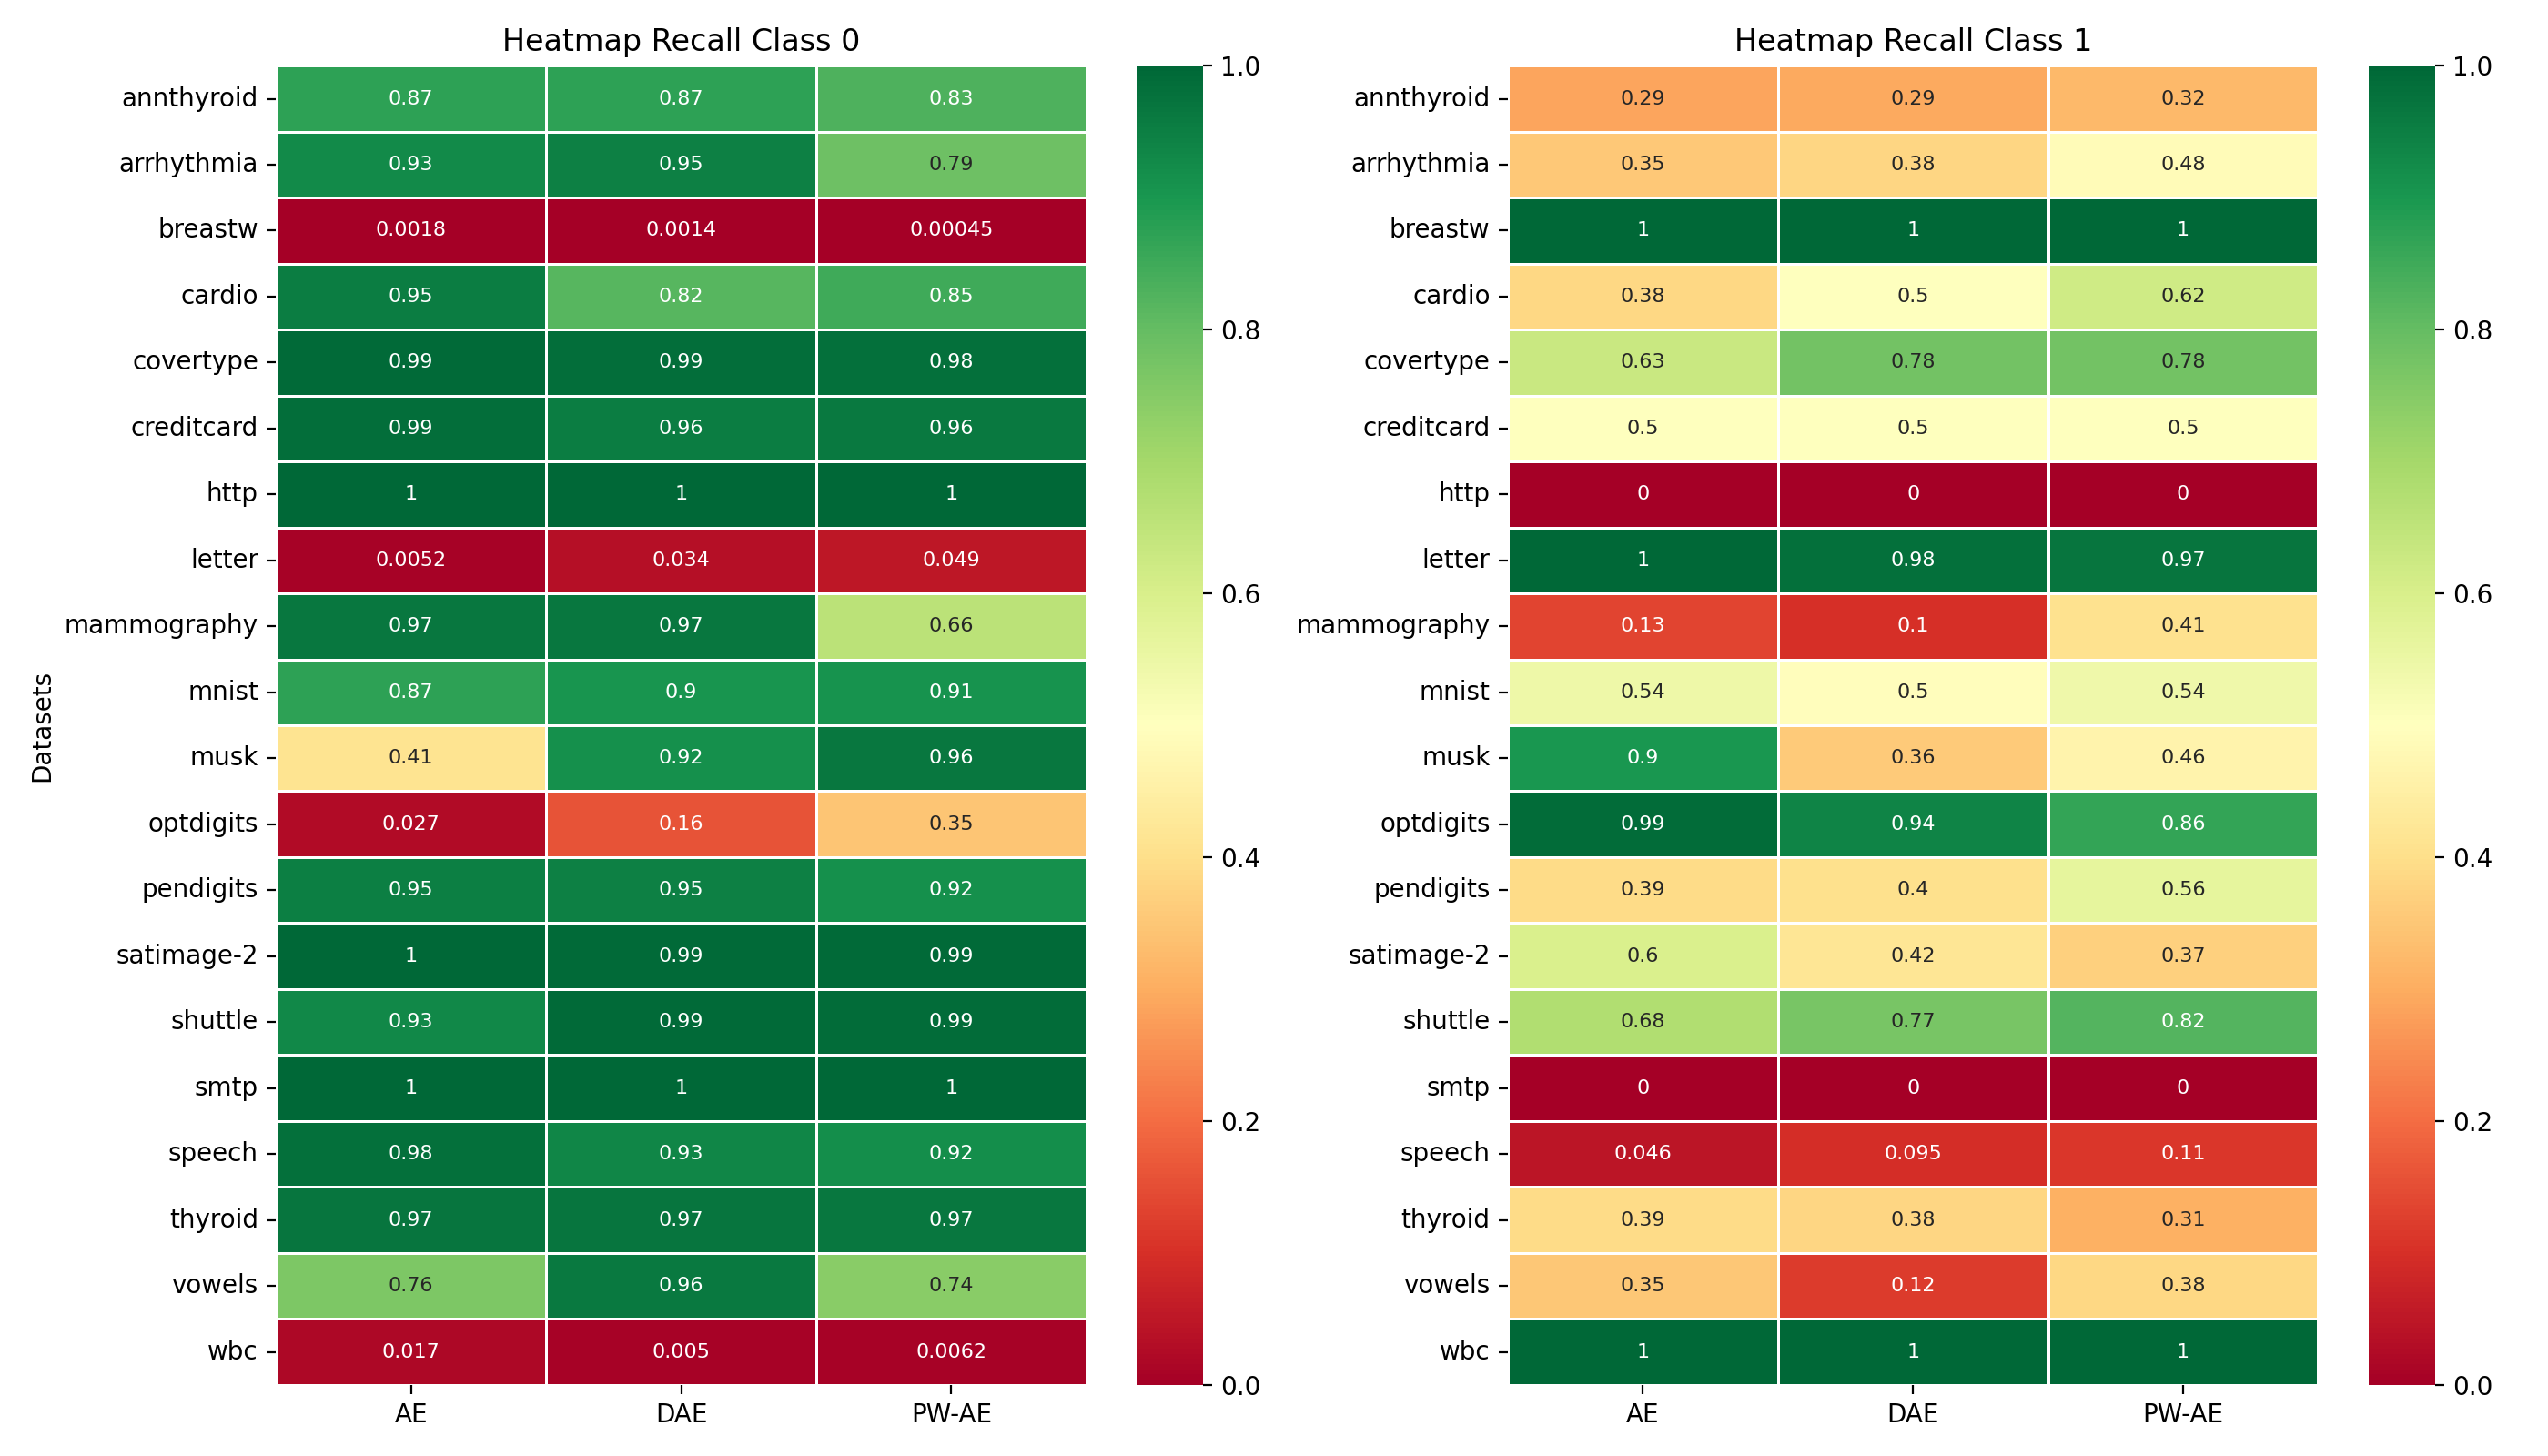 Heatmap Recall Class 0
Datasets
annthyroid 0.87 0.87 0.83
arrhythmia 0.93 0.95 0.79
breastw 0.0018 0.0014 0.00045
cardio 0.95 0.82 0.85
covertype 0.99 0.99 0.98
creditcard 0.99 0.96 0.96
http 1 1 1
letter 0.0052 0.034 0.049
mammography 0.97 0.97 0.66
mnist 0.87 0.9 0.91
musk 0.41 0.92 0.96
optdigits 0.027 0.16 0.35
pendigits 0.95 0.95 0.92
satimage-2 1 0.99 0.99
shuttle 0.93 0.99 0.99
smtp 1 1 1
speech 0.98 0.93 0.92
thyroid 0.97 0.97 0.97
vowels 0.76 0.96 0.74
wbc 0.017 0.005 0.0062
AE DAE PW-AE
1.0
0.8
0.6
0.4
0.2
0.0
Heatmap Recall Class 1
annthyroid 0.29 0.29 0.32
arrhythmia 0.35 0.38 0.48
breastw 1 1 1
cardio 0.38 0.5 0.62
covertype 0.63 0.78 0.78
creditcard 0.5 0.5 0.5
http 0 0 0
letter 1 0.98 0.97
mammography 0.13 0.1 0.41
mnist 0.54 0.5 0.54
musk 0.9 0.36 0.46
optdigits 0.99 0.94 0.86
pendigits 0.39 0.4 0.56
satimage-2 0.6 0.42 0.37
shuttle 0.68 0.77 0.82
smtp 0 0 0
speech 0.046 0.095 0.11
thyroid 0.39 0.38 0.31
vowels 0.35 0.12 0.38
wbc 1 1 1
AE DAE PW-AE
1.0
0.8
0.6
0.4
0.2
0.0